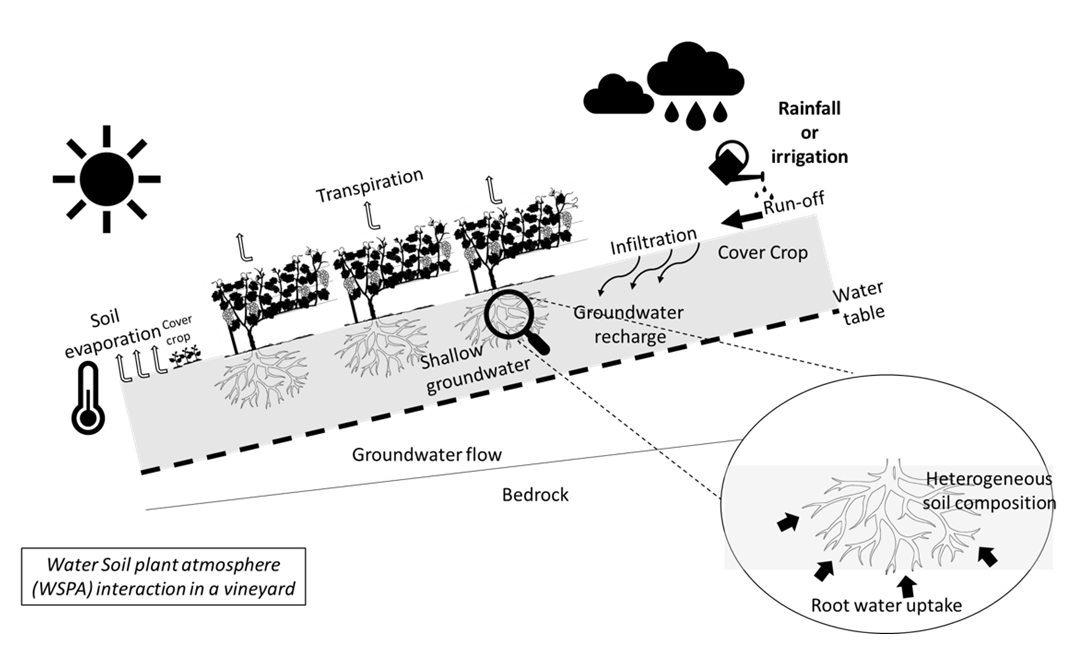 Rainfall
or
irrigation
Transpiration
Run-off
Infiltration
Cover Crop
Soil
evaporation
Cover
crop
Groundwater
recharge
Water
table
Shallow
groundwater
Groundwater flow
Bedrock
Heterogeneous
soil composition
Root water uptake
Water Soil plant atmosphere
(WSPA) interaction in a vineyard